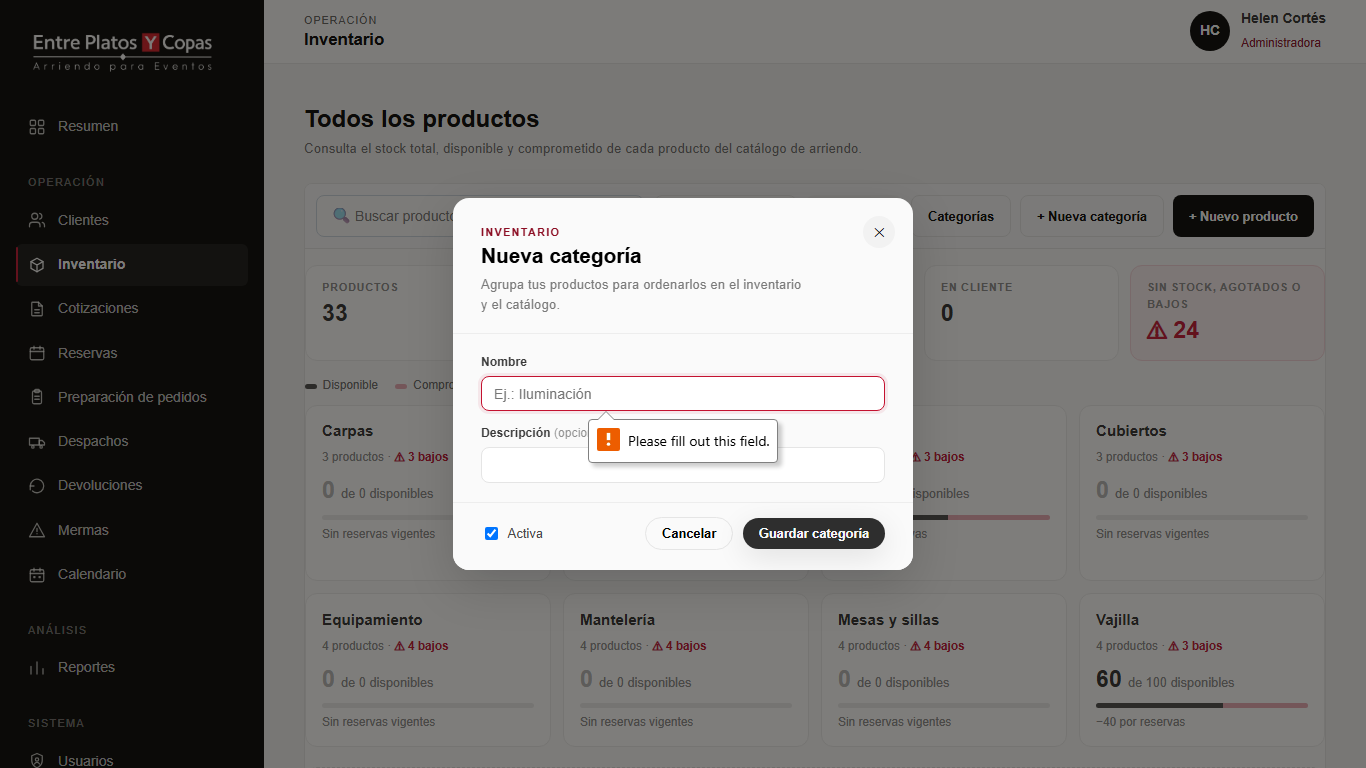 Entre Platos Y Copas
Arriendo para Eventos
Resumen
OPERACIÓN
Clientes
Inventario
Cotizaciones
Reservas
Preparación de pedidos
Despachos
Devoluciones
Mermas
Calendario
ANÁLISIS
Reportes
SISTEMA
Usuarios
OPERACIÓN
Inventario
HC
Helen Cortés
Administradora
Todos los productos
Consulta el stock total, disponible y comprometido de cada producto del catálogo de arriendo.
Buscar producto
Categorías
+ Nueva categoría
+ Nuevo producto
PRODUCTOS
33
EN CLIENTE
0
SIN STOCK, AGOTADOS O
BAJOS
⚠ 24
Disponible
INVENTARIO
Nueva categoría
Agrupa tus productos para ordenarlos en el inventario
y el catálogo.
Nombre
Ej.: Iluminación
Please fill out this field.
Descripción
Activa
Cancelar
Guardar categoría
Carpas
3 productos · ⚠ 3 bajos
0 de 0 disponibles
Sin reservas vigentes
⚠ 3 bajos
Cubiertos
3 productos · ⚠ 3 bajos
0 de 0 disponibles
Sin reservas vigentes
Equipamiento
4 productos · ⚠ 4 bajos
0 de 0 disponibles
Sin reservas vigentes
Mantelería
4 productos · ⚠ 4 bajos
0 de 0 disponibles
Sin reservas vigentes
Mesas y sillas
4 productos · ⚠ 4 bajos
0 de 0 disponibles
Sin reservas vigentes
Vajilla
4 productos · ⚠ 3 bajos
60 de 100 disponibles
−40 por reservas